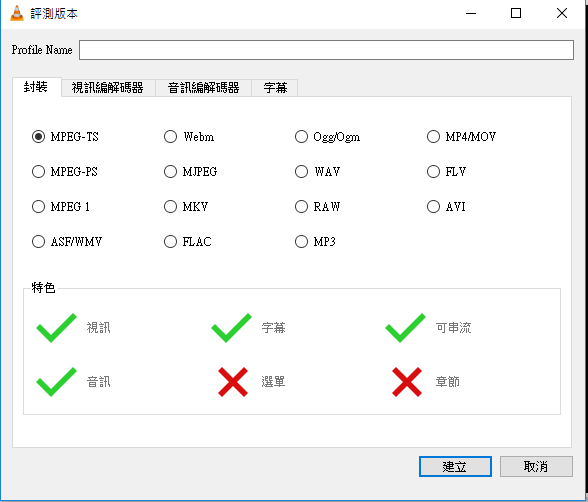 評測版本
Profile Name
封裝 視訊編解碼器 音訊編解碼器 字幕
MPEG-TS Webm Ogg/Ogm MP4/MOV
MPEG-PS MJPEG WAV FLV
MPEG 1 MKV RAW AVI
ASF/WMV FLAC MP3
特色
視訊 字幕 可串流
音訊 選單 章節
建立 取消